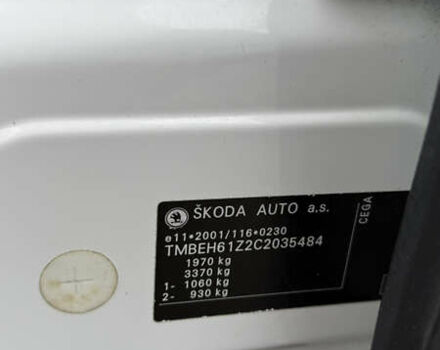 ŠKODA AUTO a.s.
e11*2001/116*0230
TMBEH61Z2C2035484
1970 kg
3370 kg
1- 1060 kg
2- 930 kg
CEGA